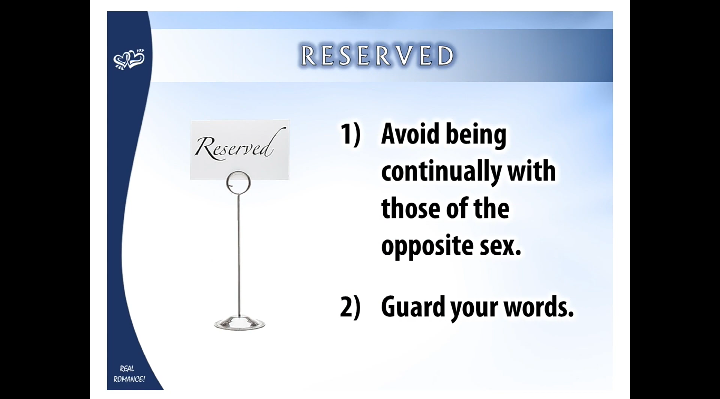 RESERVED
Reserved
1) Avoid being
continually with
those of the
opposite sex.
2) Guard your words.
REAL
ROMANCE!